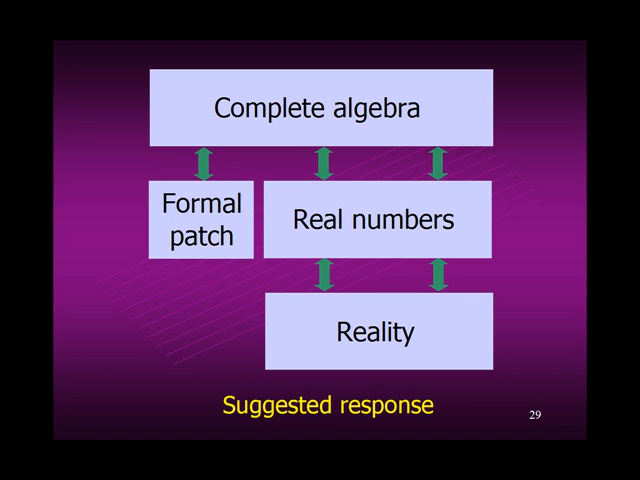 Complete algebra
Formal
patch
Real numbers
Reality
Suggested response
29